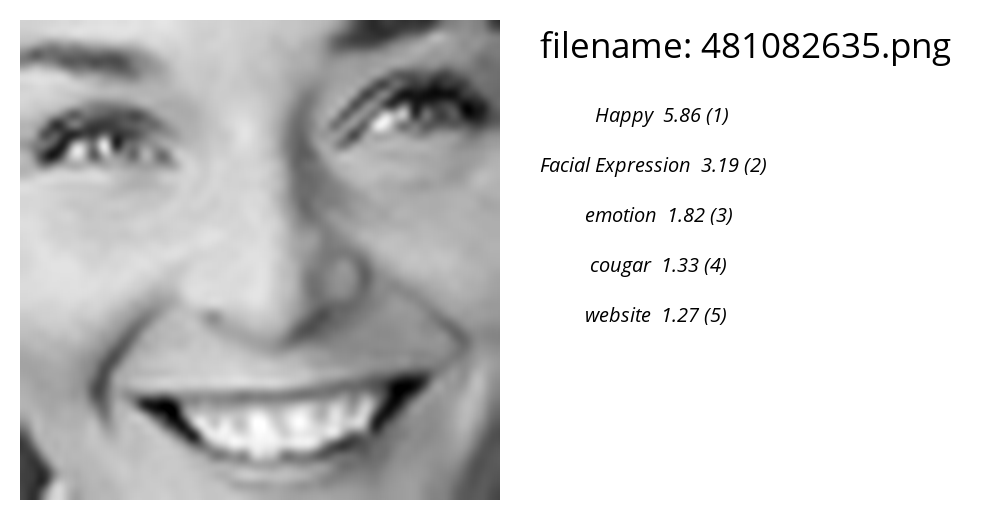 filename: 481082635.png
Happy 5.86 (1)
Facial Expression 3.19 (2)
emotion 1.82 (3)
cougar 1.33 (4)
website 1.27 (5)